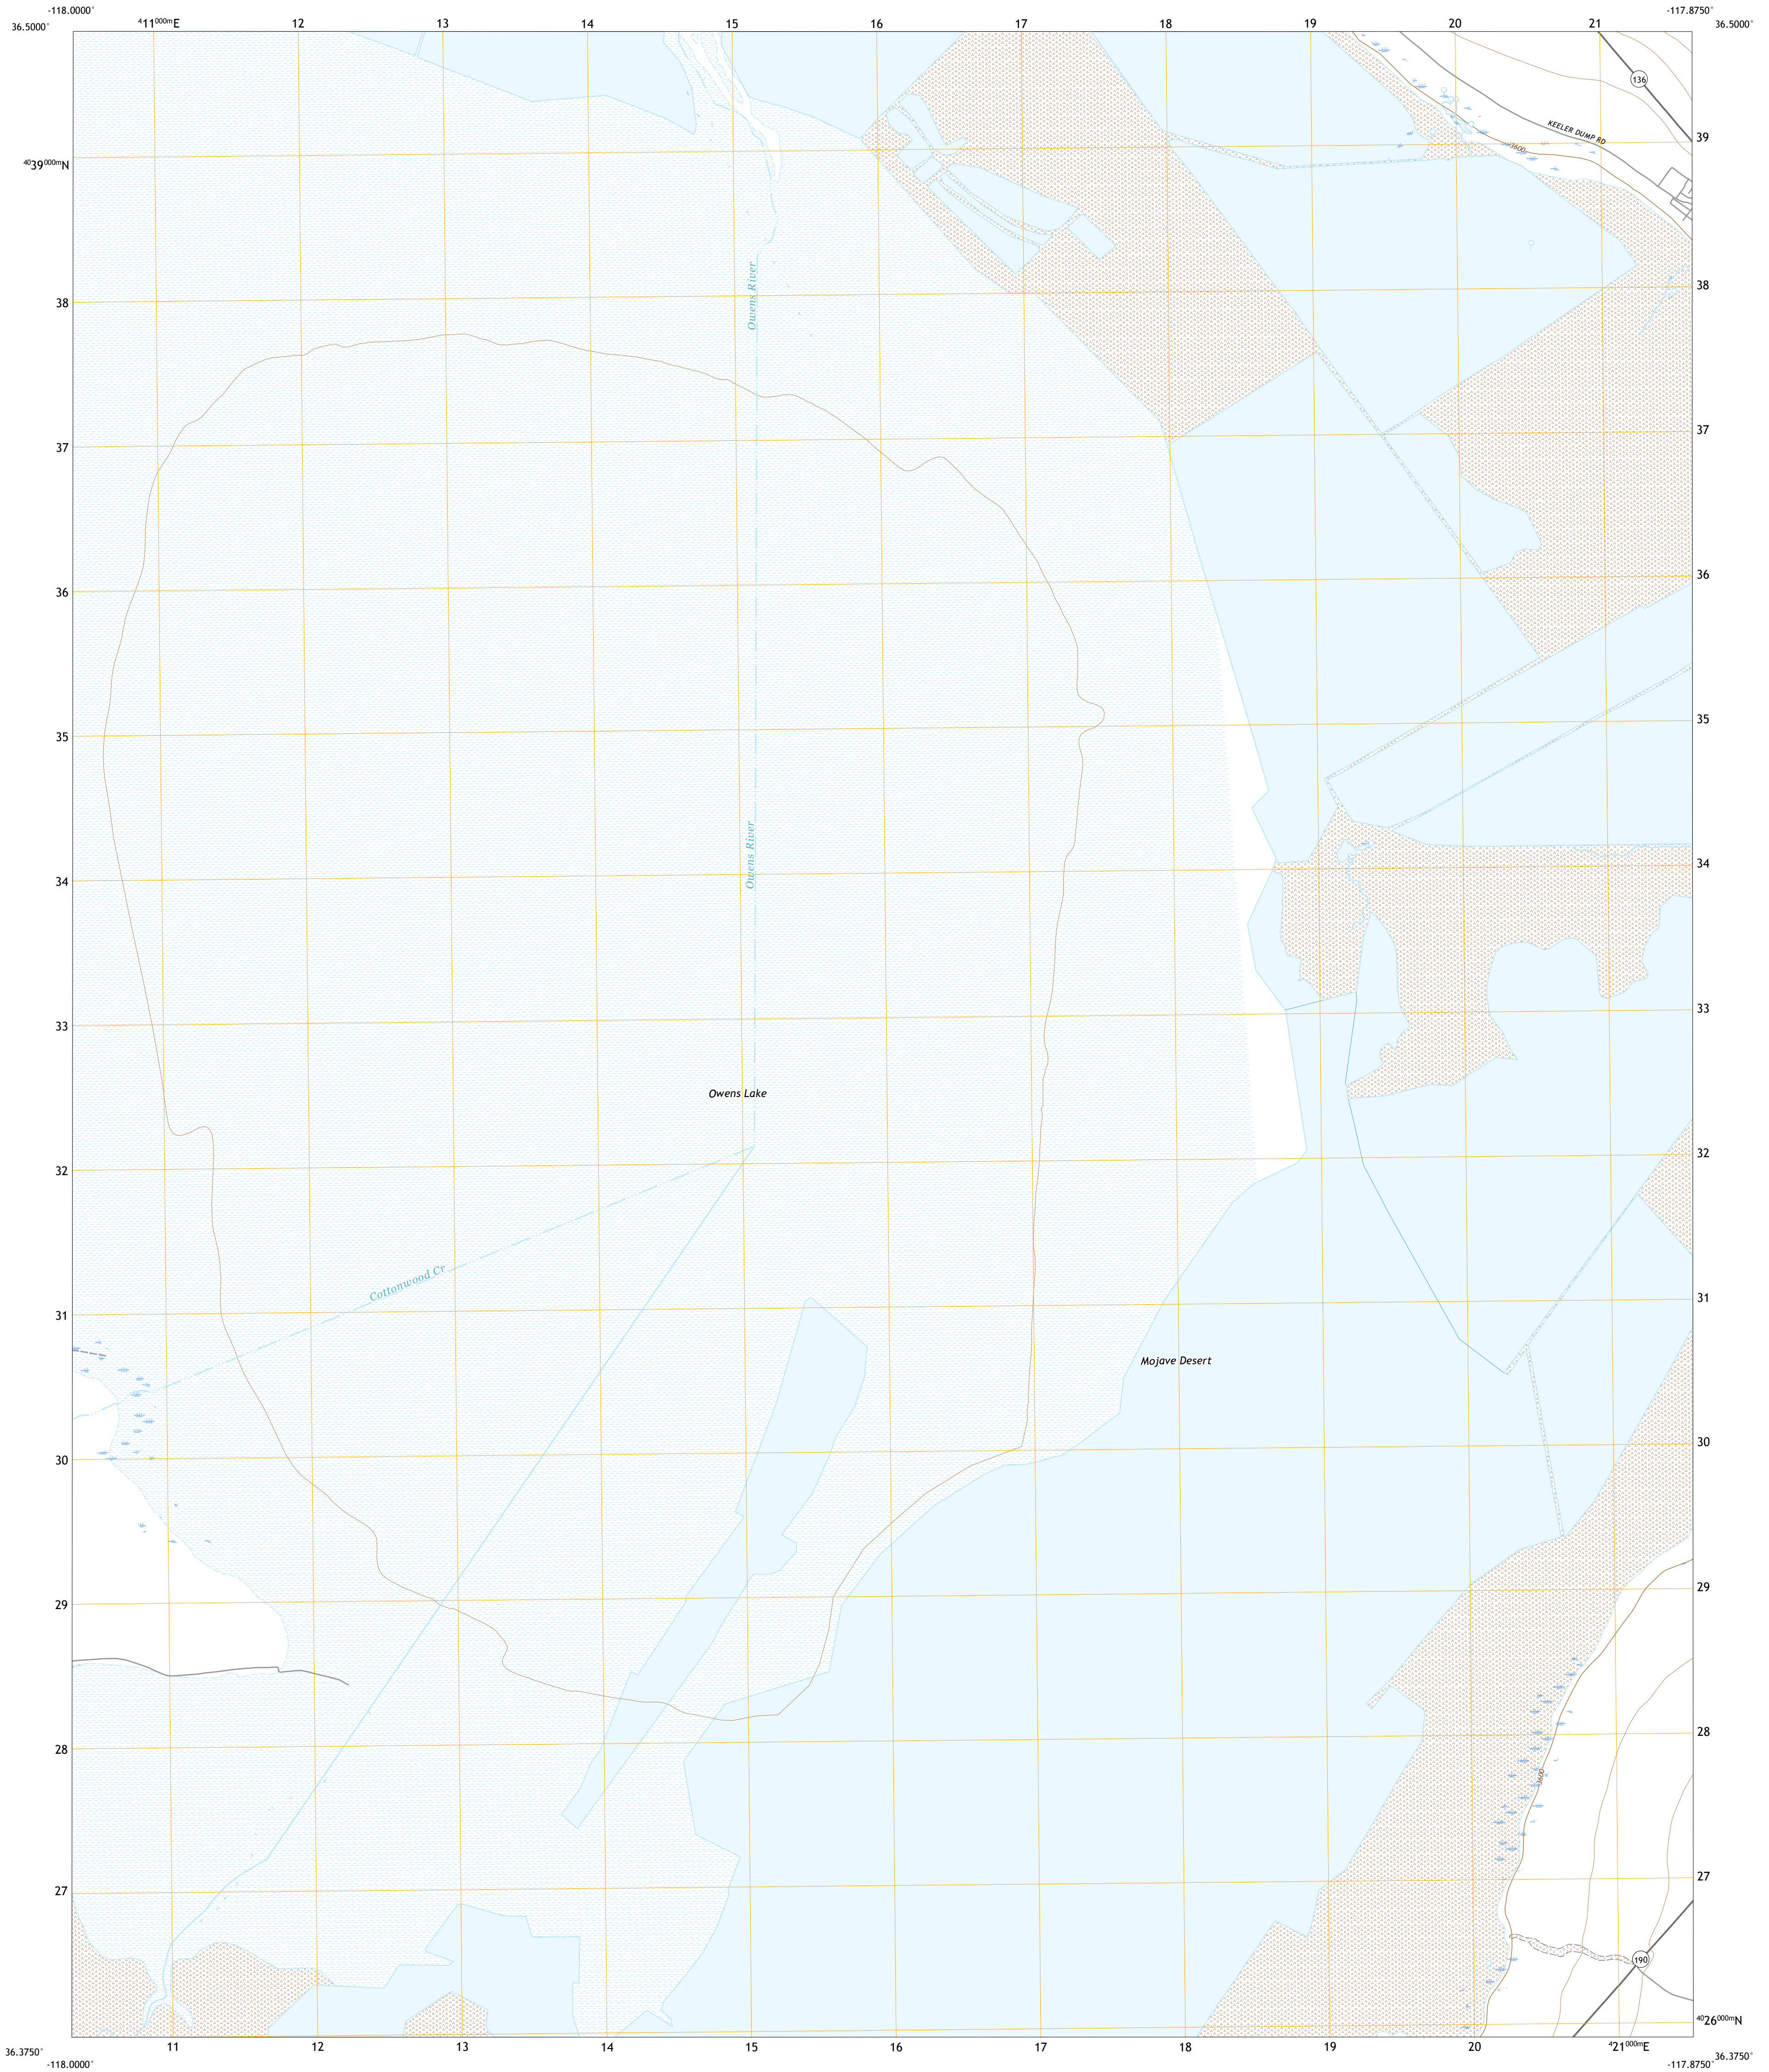 -118.0000° -117.8750°
36.5000° 411000mE 12 13 14 15 16 17 18 19 20 21 36.5000°
136
KEELER DUMP RD
3600
4039000mN 39
Owens River
38 38
37 37
36 36
35 35
Owens River
34 34
33 33
Owens Lake
32 32
Cottonwood Cr
31 31
Mojave Desert
30 30
29 29
28 28
3600
27 27
190
4026000mN
36.3750° 11 12 13 14 15 16 17 18 19 20 421000mE 36.3750°
-118.0000° -117.8750°